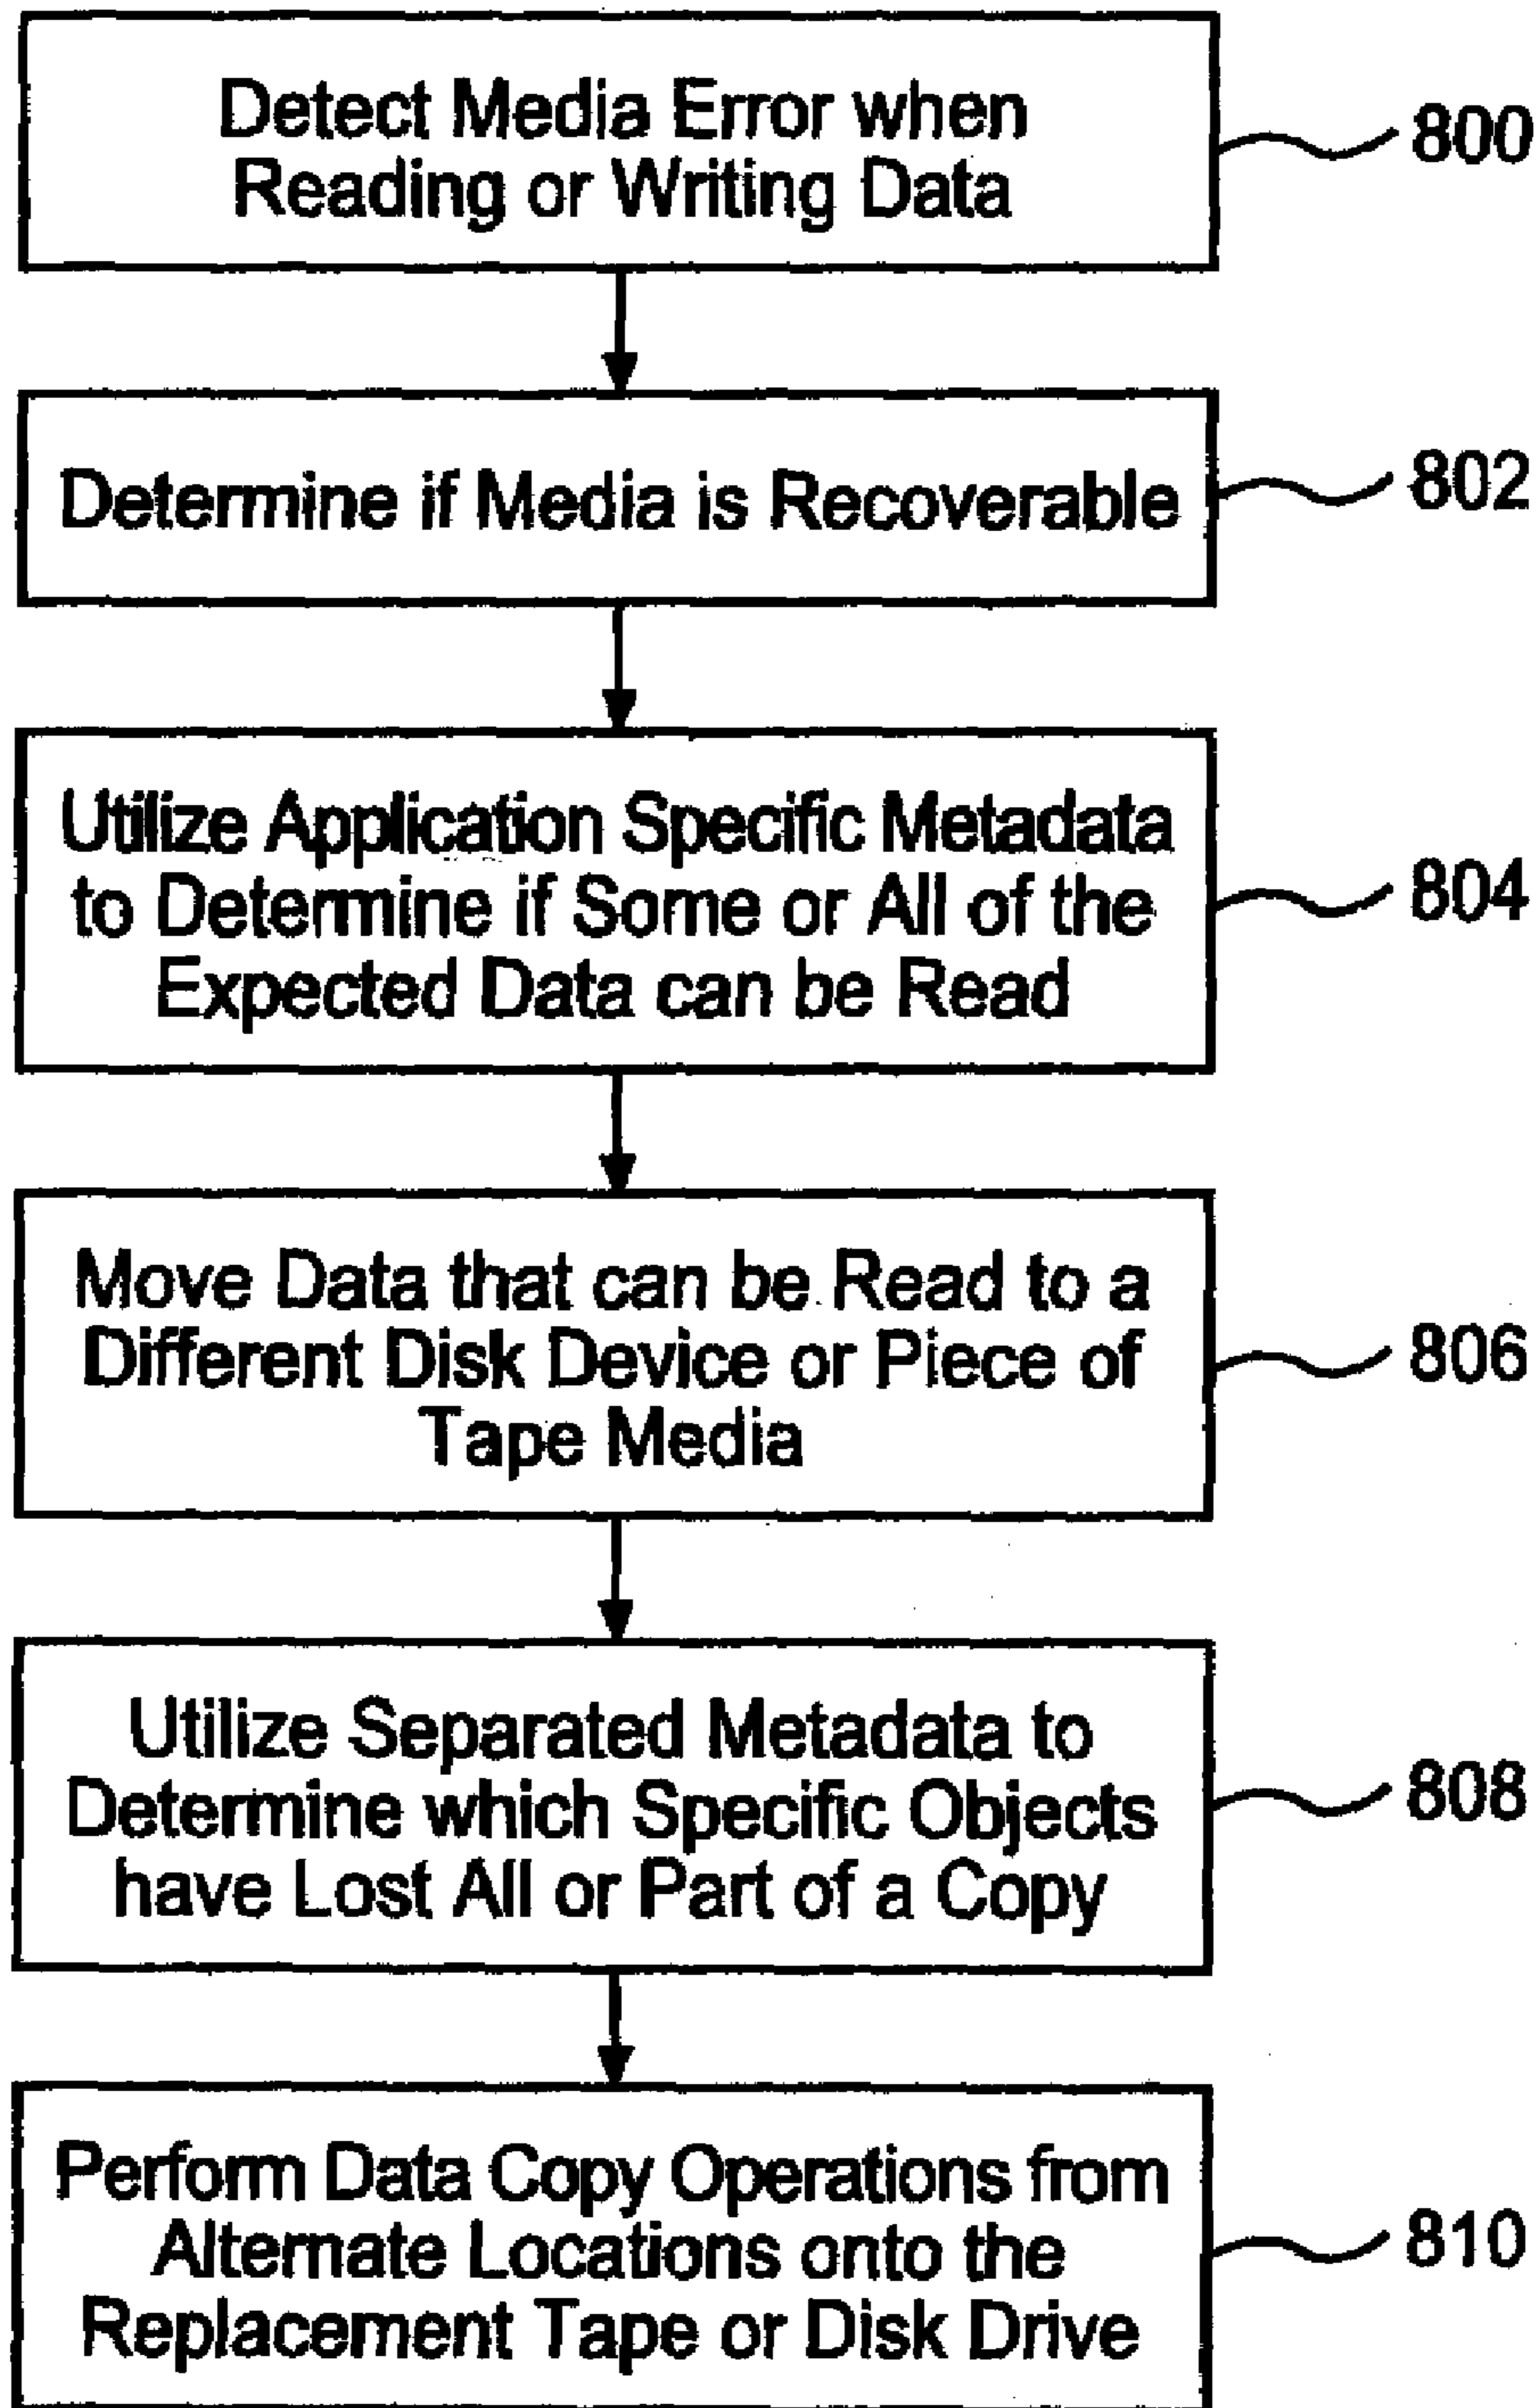 Detect Media Error when
Reading or Writing Data
800
Determine if Media is Recoverable
802
Utilize Application Specific Metadata
to Determine if Some or All of the
Expected Data can be Read
804
Move Data that can be Read to a
Different Disk Device or Piece of
Tape Media
806
Utilize Separated Metadata to
Determine which Specific Objects
have Lost All or Part of a Copy
808
Perform Data Copy Operations from
Alternate Locations onto the
Replacement Tape or Disk Drive
810